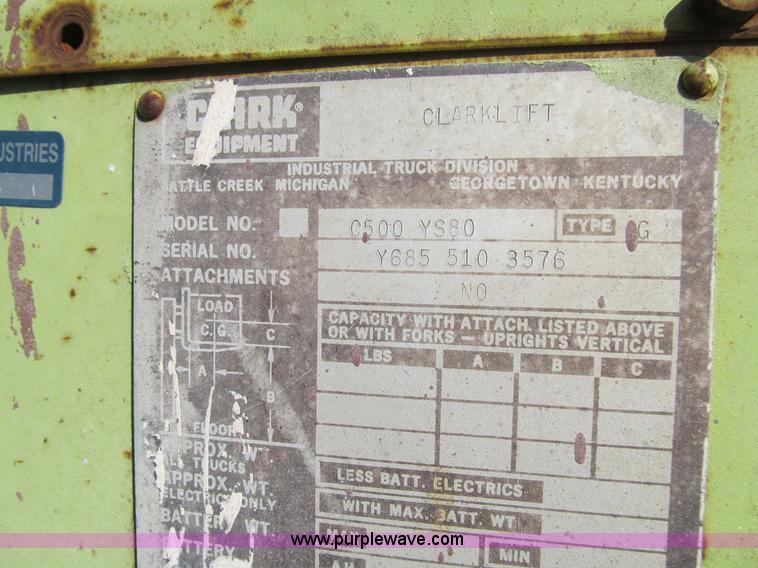 CLARK®
EQUIPMENT
CLARKLIFT
USTRIES
INDUSTRIAL TRUCK DIVISION
BATTLE CREEK MICHIGAN GEORGETOWN KENTUCKY
MODEL NO. C500 YS80 TYPE G
SERIAL NO. Y685 510 3576
ATTACHMENTS NO
LOAD
C.G.
C
A
B
FLOOR
CAPACITY WITH ATTACH. LISTED ABOVE
OR WITH FORKS – UPRIGHTS VERTICAL
LBS A B C
APPROX. WT
ALL TRUCKS
LESS BATT. ELECTRICS
APPROX. WT.
ELECTRIC ONLY
WITH MAX. BATT. WT
BATTERY WT.
MAX MIN
BATTERY
www.purplewave.com